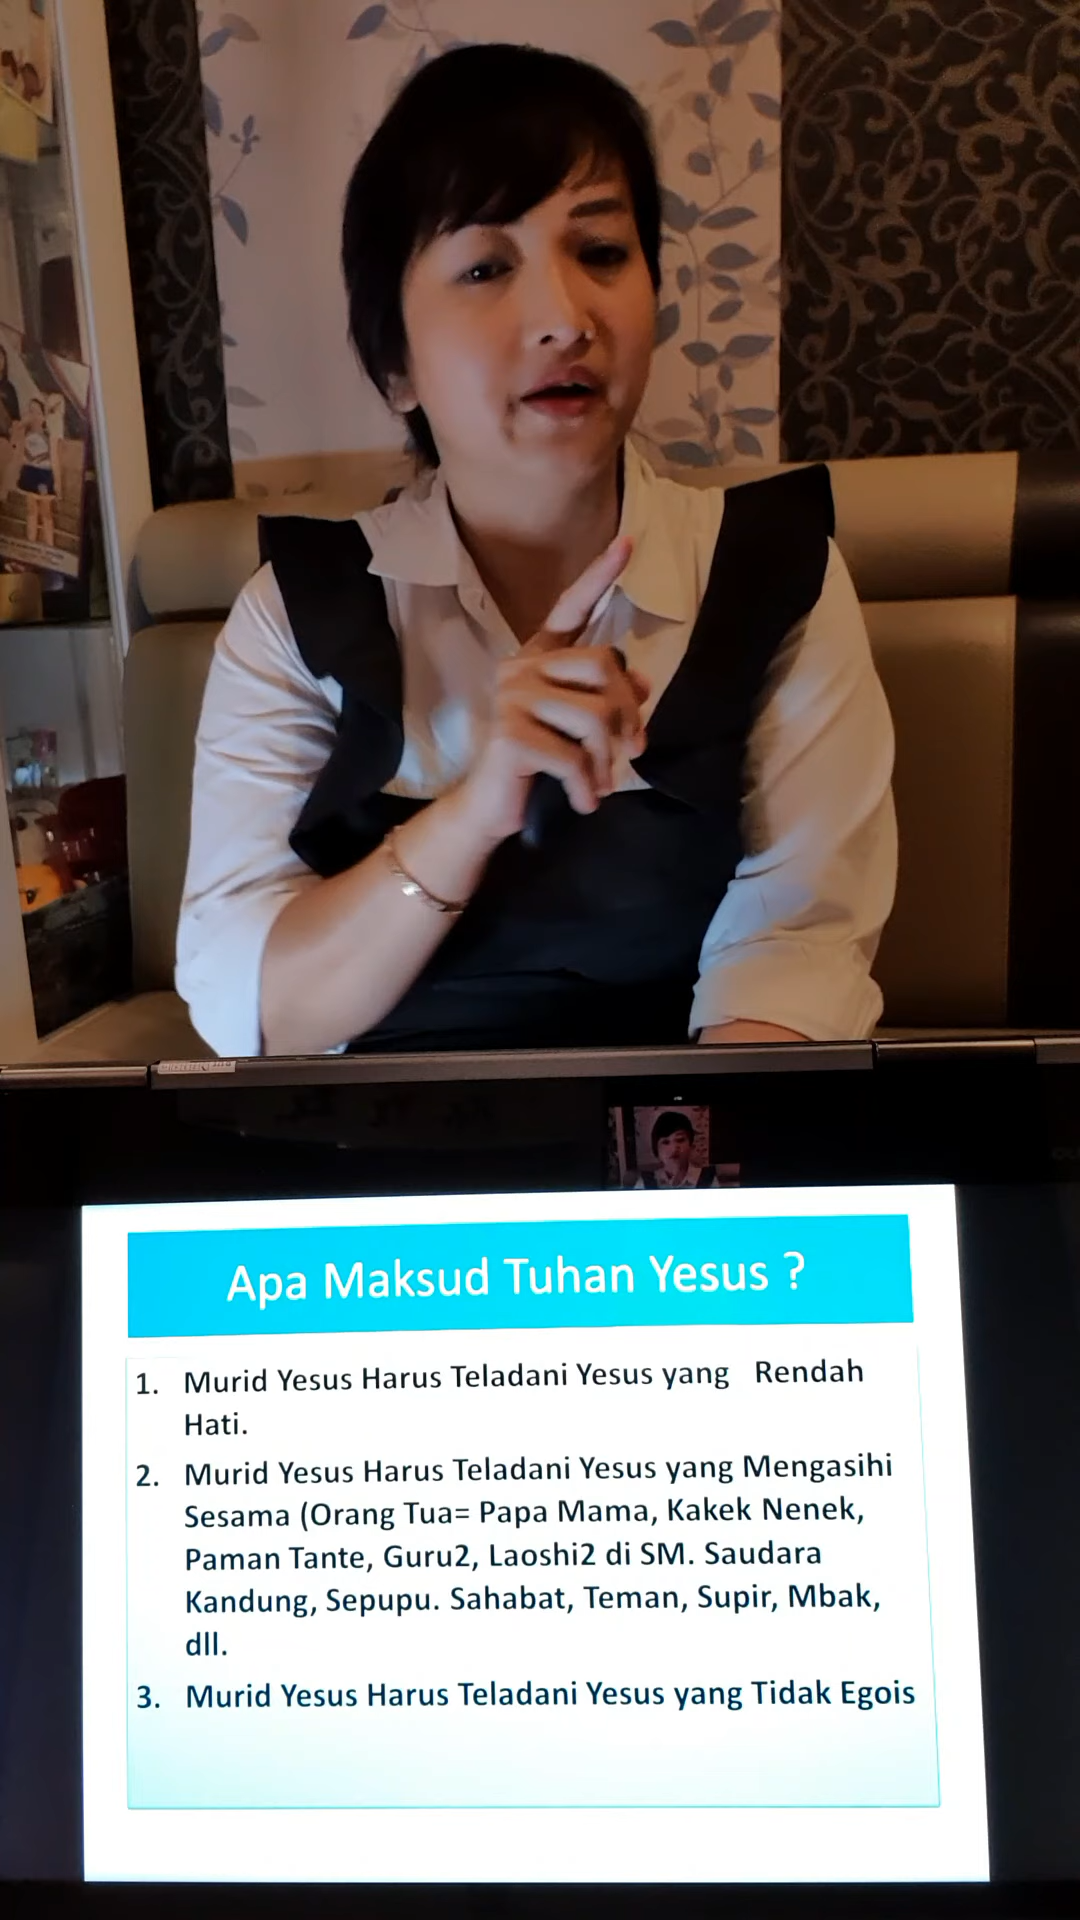 Apa Maksud Tuhan Yesus ?
1. Murid Yesus Harus Teladani Yesus yang Rendah
Hati.
2. Murid Yesus Harus Teladani Yesus yang Mengasihi
Sesama (Orang Tua= Papa Mama, Kakek Nenek,
Paman Tante, Guru2, Laoshi2 di SM. Saudara
Kandung, Sepupu. Sahabat, Teman, Supir, Mbak,
dll.
3. Murid Yesus Harus Teladani Yesus yang Tidak Egois